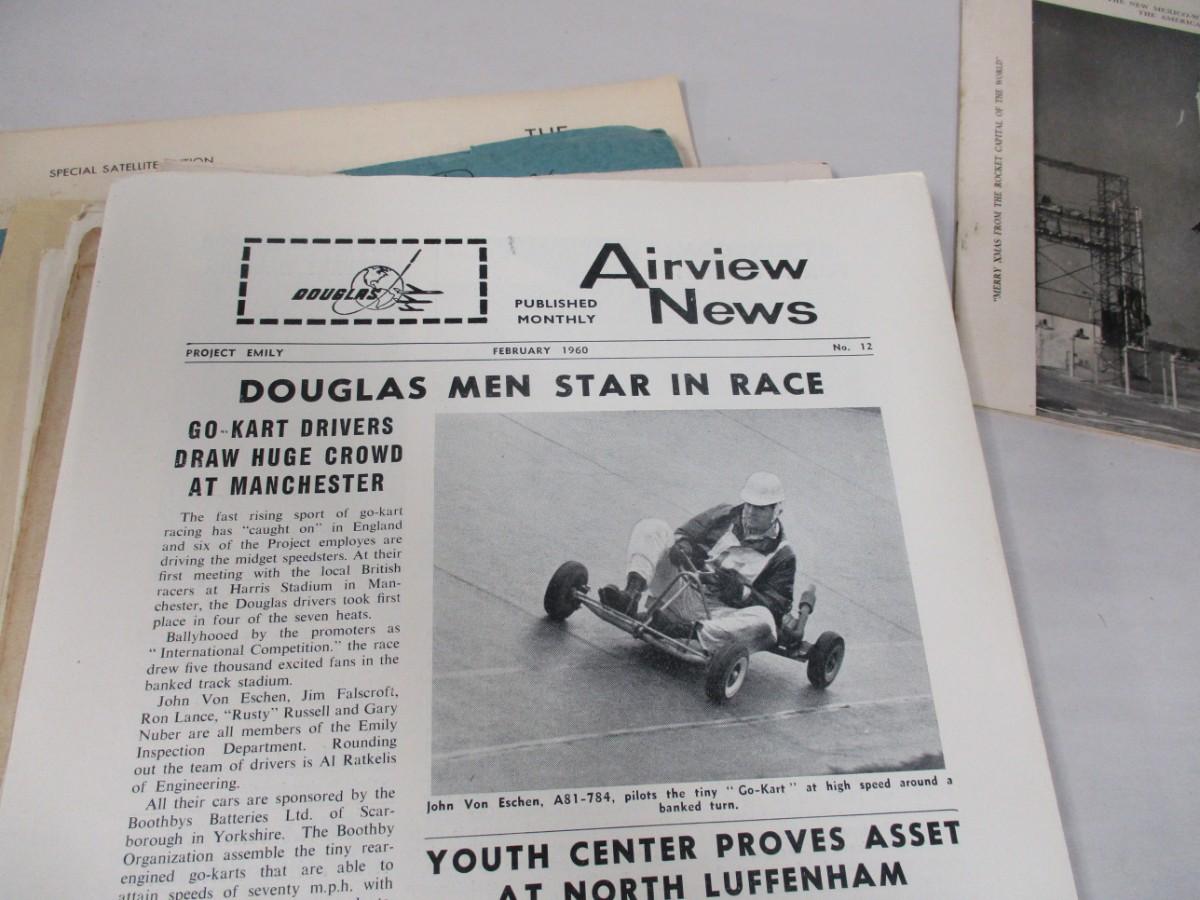 THE NEW MEXICO
THE AMERICA
"MERRY XMAS FROM THE ROCKET CAPITAL OF THE WORLD"
THE
SPECIAL SATELLITE
DOUGLAS
PUBLISHED
MONTHLY
Airview
News
PROJECT EMILY FEBRUARY 1960 No. 12
DOUGLAS MEN STAR IN RACE
GO-KART DRIVERS
DRAW HUGE CROWD
AT MANCHESTER
The fast rising sport of go-kart
racing has "caught on" in England
and six of the Project employes are
driving the midget speedsters. At their
first meeting with the local British
racers at Harris Stadium in Man-
chester, the Douglas drivers took first
place in four of the seven heats.
Ballyhooed by the promoters as
"International Competition." the race
drew five thousand excited fans in the
banked track stadium.
John Von Eschen, Jim Falscroft,
Ron Lance, "Rusty" Russell and Gary
Nuber are all members of the Emily
Inspection Department. Rounding
out the team of drivers is Al Ratkelis
of Engineering.
All their cars are sponsored by the
Boothbys Batteries Ltd. of Scar-
borough in Yorkshire. The Boothby
Organization assemble the tiny rear-
engined go-karts that are able to
attain speeds of seventy m.p.h. with
John Von Eschen, A81-784, pilots the tiny "Go-Kart" at high speed around a
banked turn.
YOUTH CENTER PROVES ASSET
AT NORTH LUFFENHAM